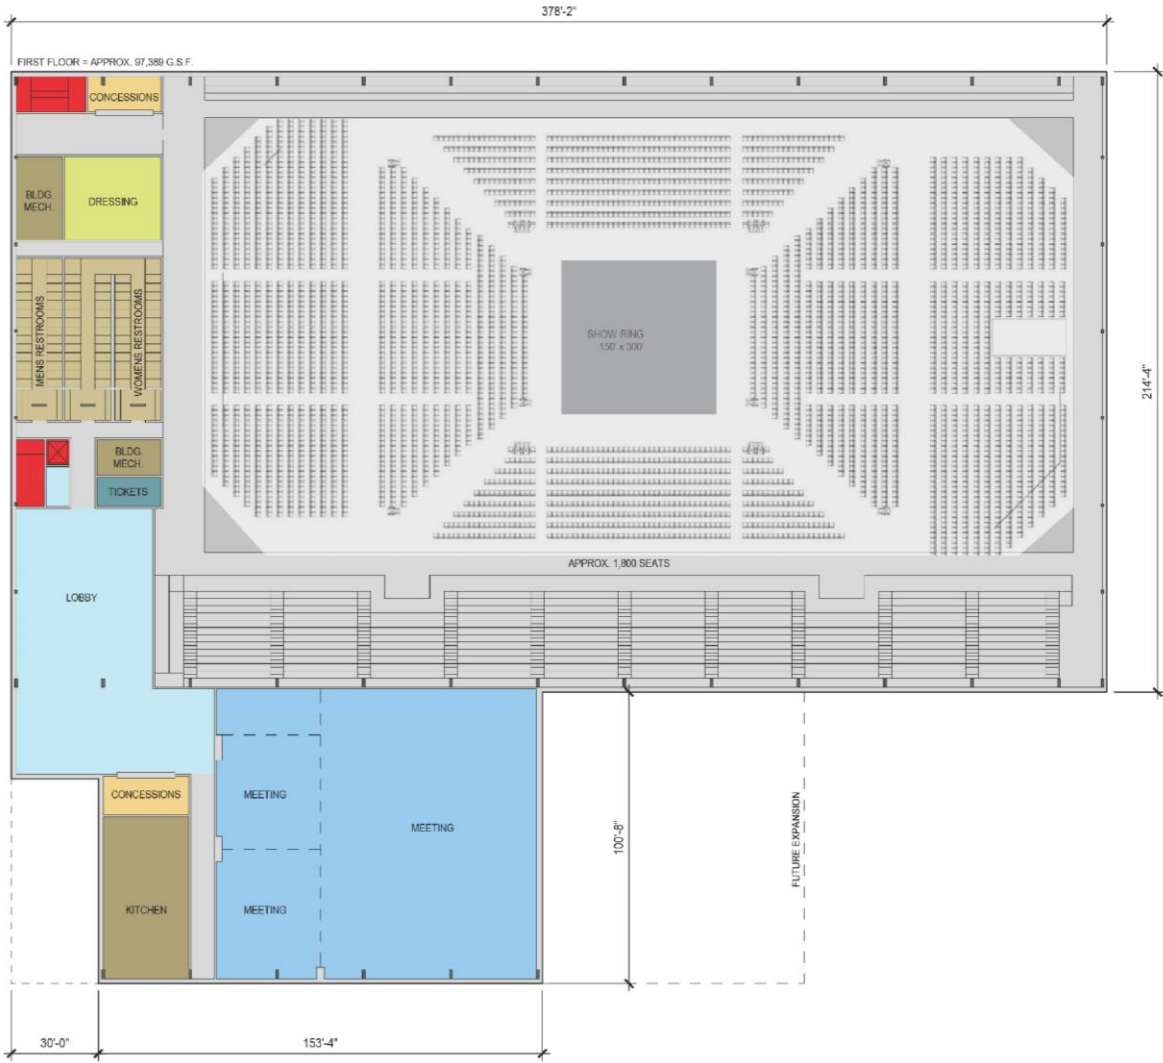 378'-2"
FIRST FLOOR = APPROX. 97,389 G.S.F.
CONCESSIONS
BLDG.
MECH.
DRESSING
214'-4"
MENS RESTROOMS
WOMENS RESTROOMS
SHOW RING
150' x 300'
BLDG.
MECH.
TICKETS
APPROX. 1,800 SEATS
LOBBY
CONCESSIONS
MEETING
MEETING
100'-8"
FUTURE EXPANSION
KITCHEN
MEETING
30'-0"
153'-4"